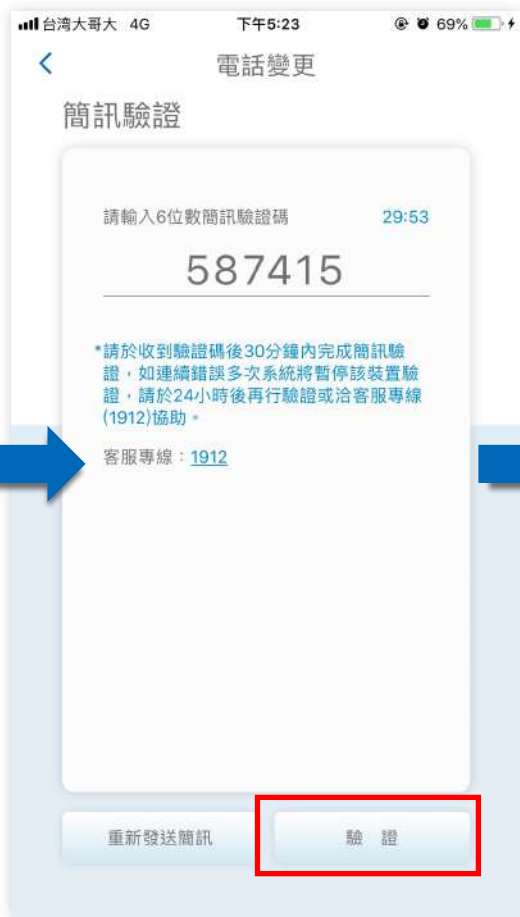 台湾大哥大 4G 下午5:23 69%
電話變更
簡訊驗證
請輸入6位數簡訊驗證碼 29:53
587415
*請於收到驗證碼後30分鐘內完成簡訊驗
證，如連續錯誤多次系統將暫停該裝置驗
證，請於24小時後再行驗證或洽客服專線
(1912)協助。
客服專線：1912
重新發送簡訊 驗 證